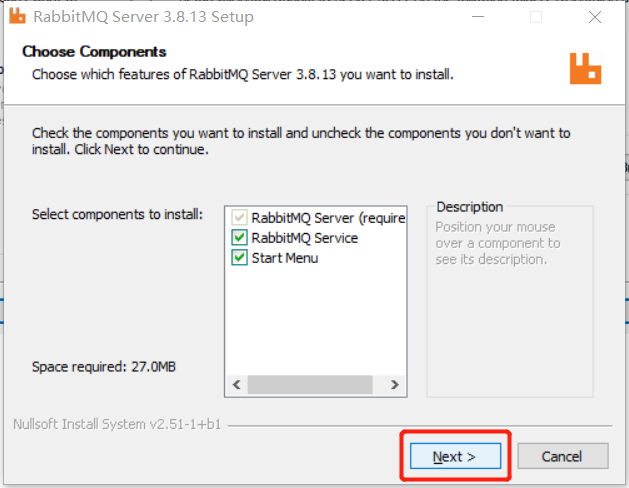 RabbitMQ Server 3.8.13 Setup
Choose Components
Choose which features of RabbitMQ Server 3.8.13 you want to install.
Check the components you want to install and uncheck the components you don't want to
install. Click Next to continue.
Select components to install:
RabbitMQ Server (require
RabbitMQ Service
Start Menu
Description
Position your mouse
over a component to
see its description.
Space required: 27.0MB
Nullsoft Install System v2.51-1+b1
Next >
Cancel